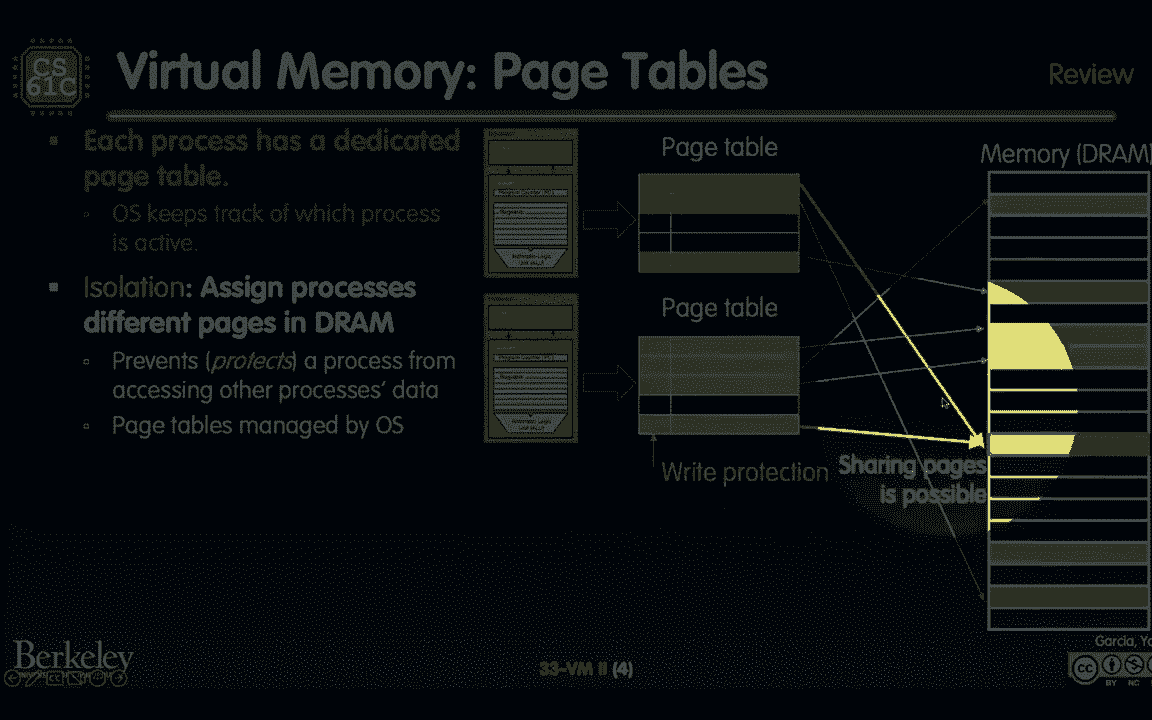 CS
61C
Virtual Memory: Page Tables
Review
▪ Each process has a dedicated
page table.
▫ OS keeps track of which process
is active.
▪ Isolation: Assign processes
different pages in DRAM
▫ Prevents (protects) a process from
accessing other processes’ data
▫ Page tables managed by OS
Page table
Page table
Write protection
Memory (DRAM)
Sharing pages
is possible
Berkeley
33-VM II (4)
Garcia,
CC
BY NC